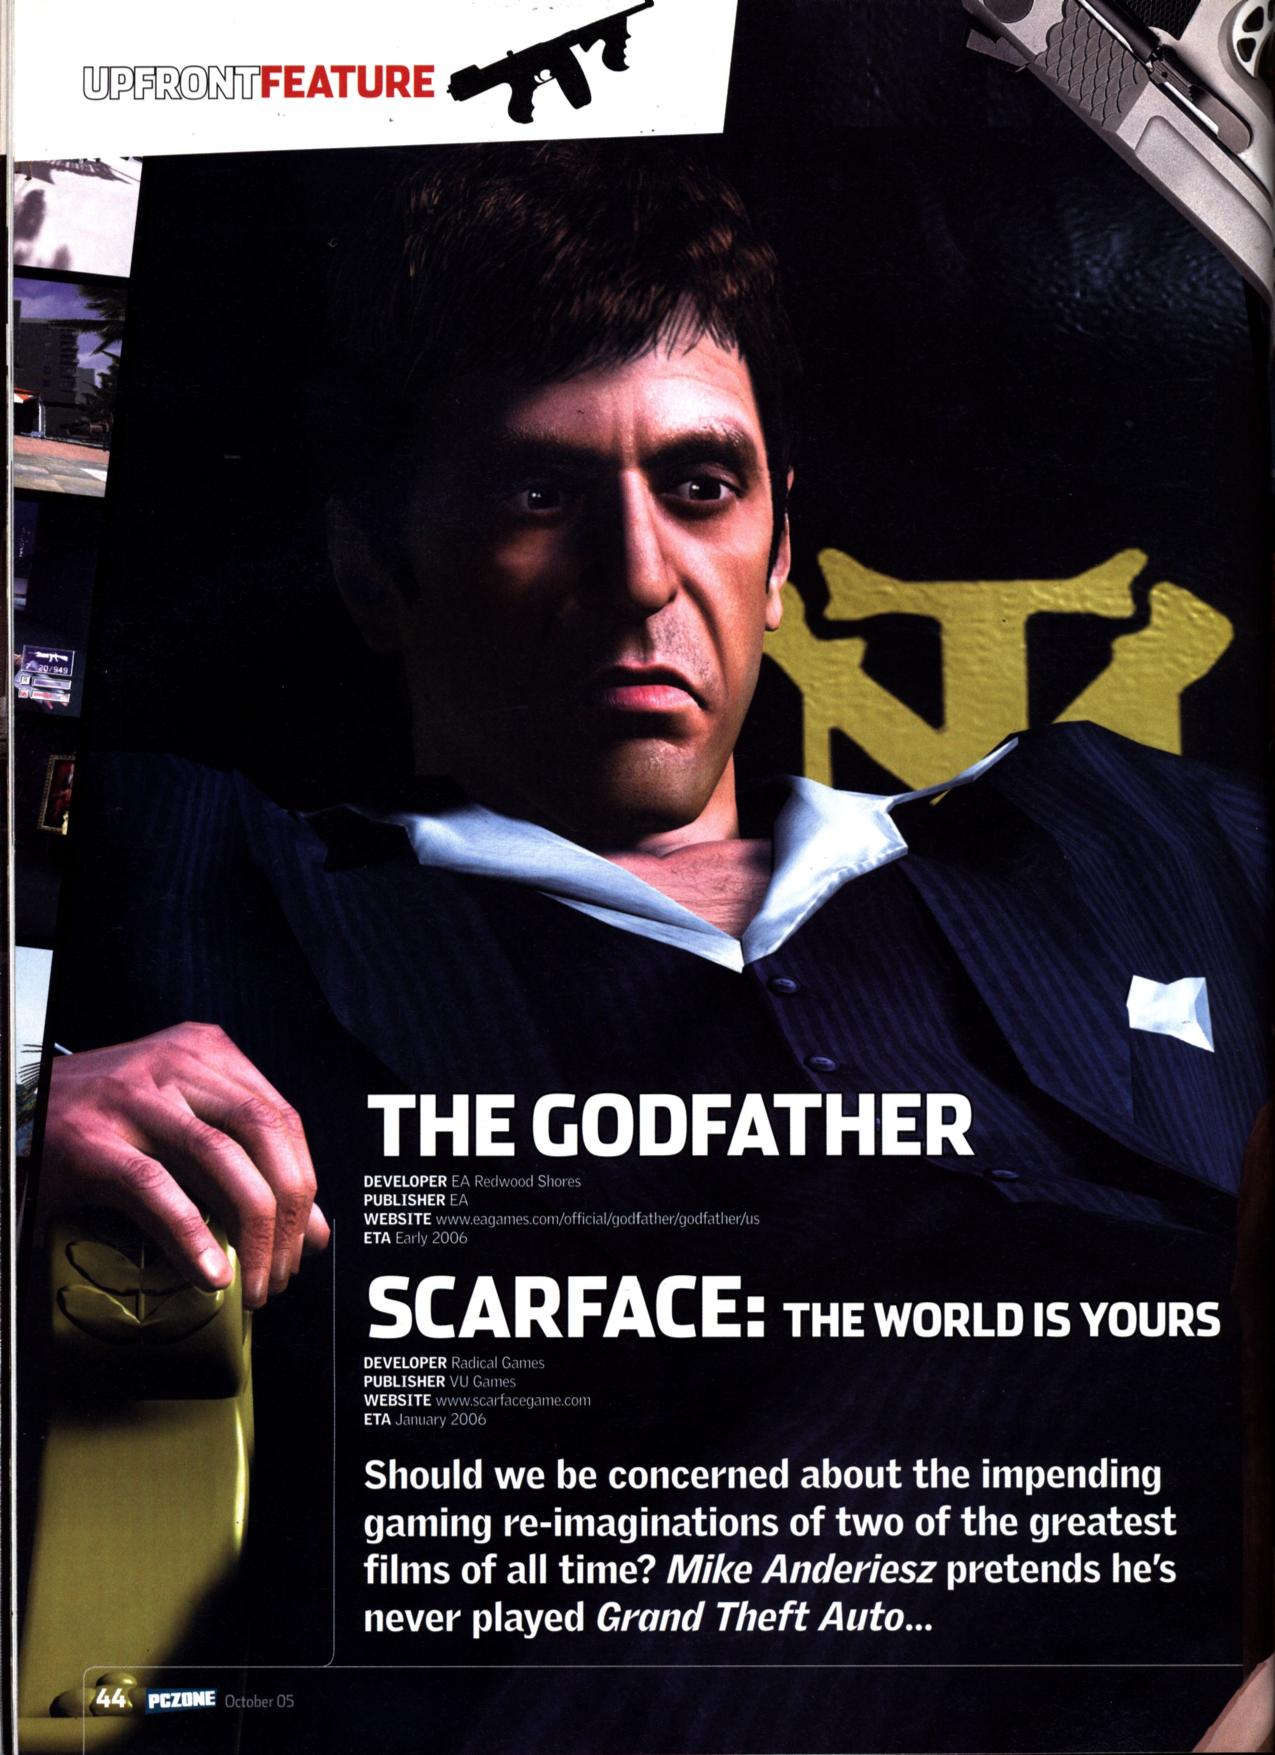 UPFRONTFEATURE
20/949
THE GODFATHER
DEVELOPER EA Redwood Shores
PUBLISHER EA
WEBSITE www.eagames.com/official/godfather/godfather/us
ETA Early 2006
SCARFACE: THE WORLD IS YOURS
DEVELOPER Radical Games
PUBLISHER VU Games
WEBSITE www.scarfacegame.com
ETA January 2006
Should we be concerned about the impending
gaming re-imaginations of two of the greatest
films of all time? Mike Anderiesz pretends he's
never played Grand Theft Auto...
44 PCZONE October 05